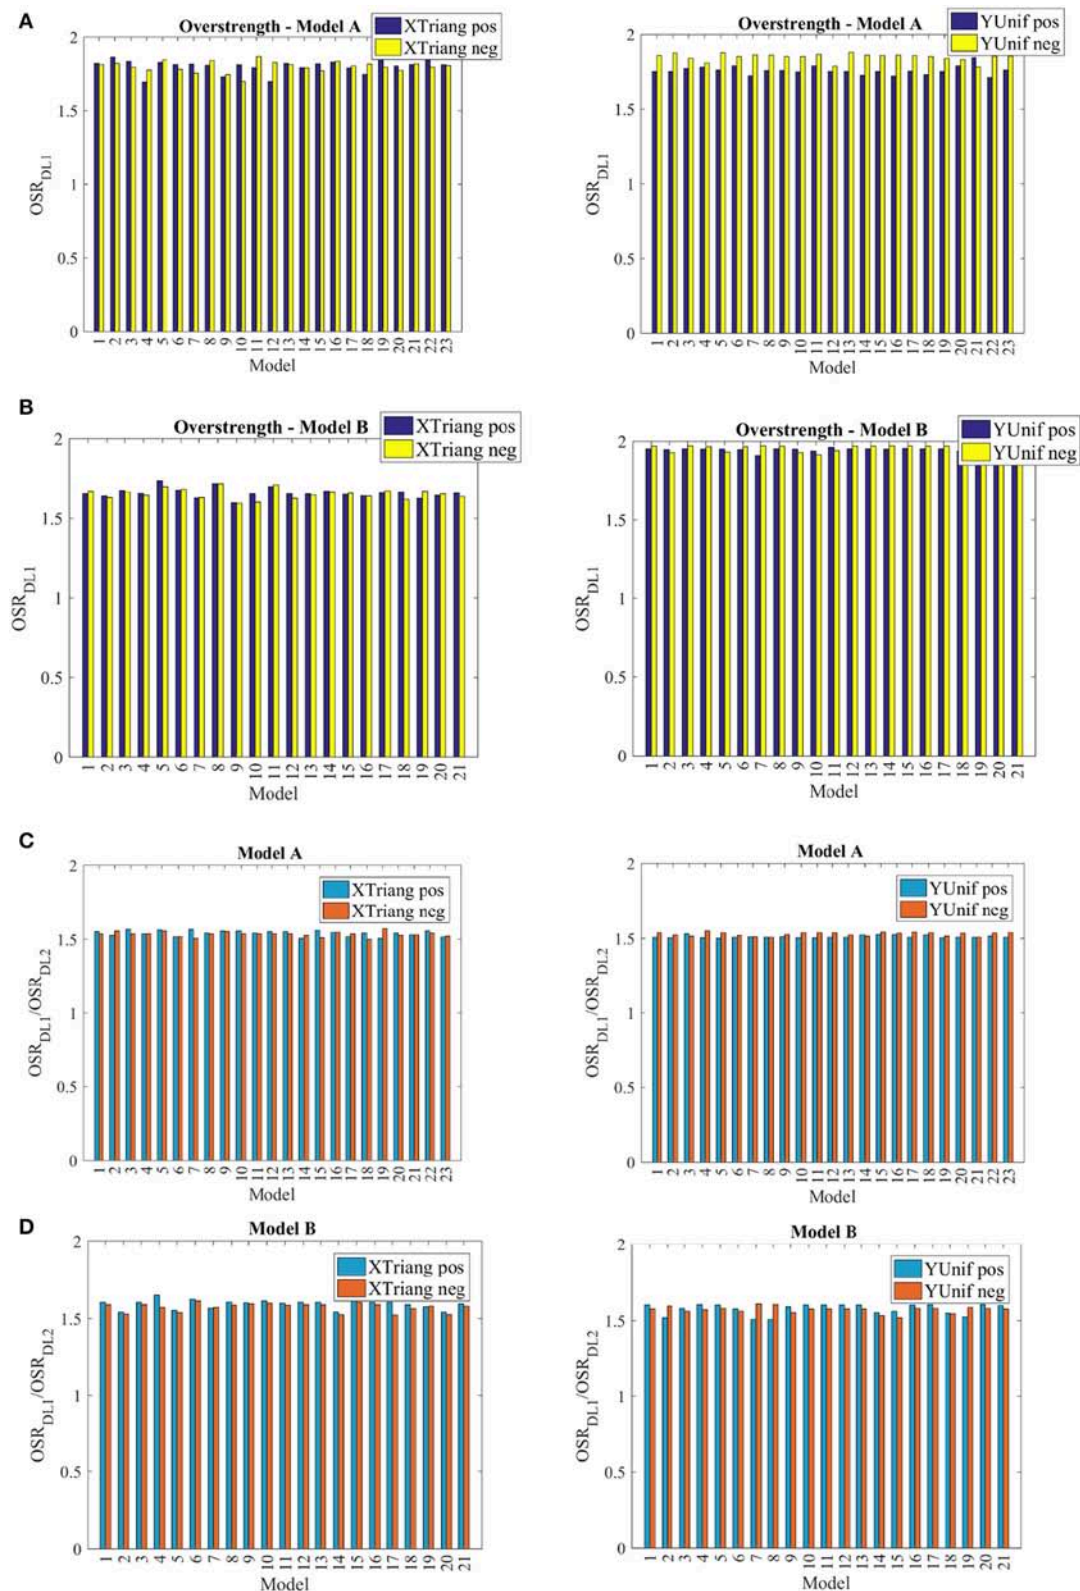 A
Overstrength - Model A
XTriang pos
XTriang neg
2
1.5
1
0.5
0
OSR_DL1
1 2 3 4 5 6 7 8 9 10 11 12 13 14 15 16 17 18 19 20 21 22 23
Model
Overstrength - Model A
YUnif pos
YUnif neg
2
1.5
1
0.5
0
OSR_DL1
1 2 3 4 5 6 7 8 9 10 11 12 13 14 15 16 17 18 19 20 21 22 23
Model
B
Overstrength - Model B
XTriang pos
XTriang neg
2
1.5
1
0.5
0
OSR_DL1
1 2 3 4 5 6 7 8 9 10 11 12 13 14 15 16 17 18 19 20 21
Model
Overstrength - Model B
YUnif pos
YUnif neg
2
1.5
1
0.5
0
OSR_DL1
1 2 3 4 5 6 7 8 9 10 11 12 13 14 15 16 17 18 19 20 21
Model
C
Model A
XTriang pos
XTriang neg
2
1.5
1
0.5
0
OSR_DL1/OSR_DL2
1 2 3 4 5 6 7 8 9 10 11 12 13 14 15 16 17 18 19 20 21 22 23
Model
Model A
YUnif pos
YUnif neg
2
1.5
1
0.5
0
OSR_DL1/OSR_DL2
1 2 3 4 5 6 7 8 9 10 11 12 13 14 15 16 17 18 19 20 21 22 23
Model
D
Model B
XTriang pos
XTriang neg
2
1.5
1
0.5
0
OSR_DL1/OSR_DL2
1 2 3 4 5 6 7 8 9 10 11 12 13 14 15 16 17 18 19 20 21
Model
Model B
YUnif pos
YUnif neg
2
1.5
1
0.5
0
OSR_DL1/OSR_DL2
1 2 3 4 5 6 7 8 9 10 11 12 13 14 15 16 17 18 19 20 21
Model